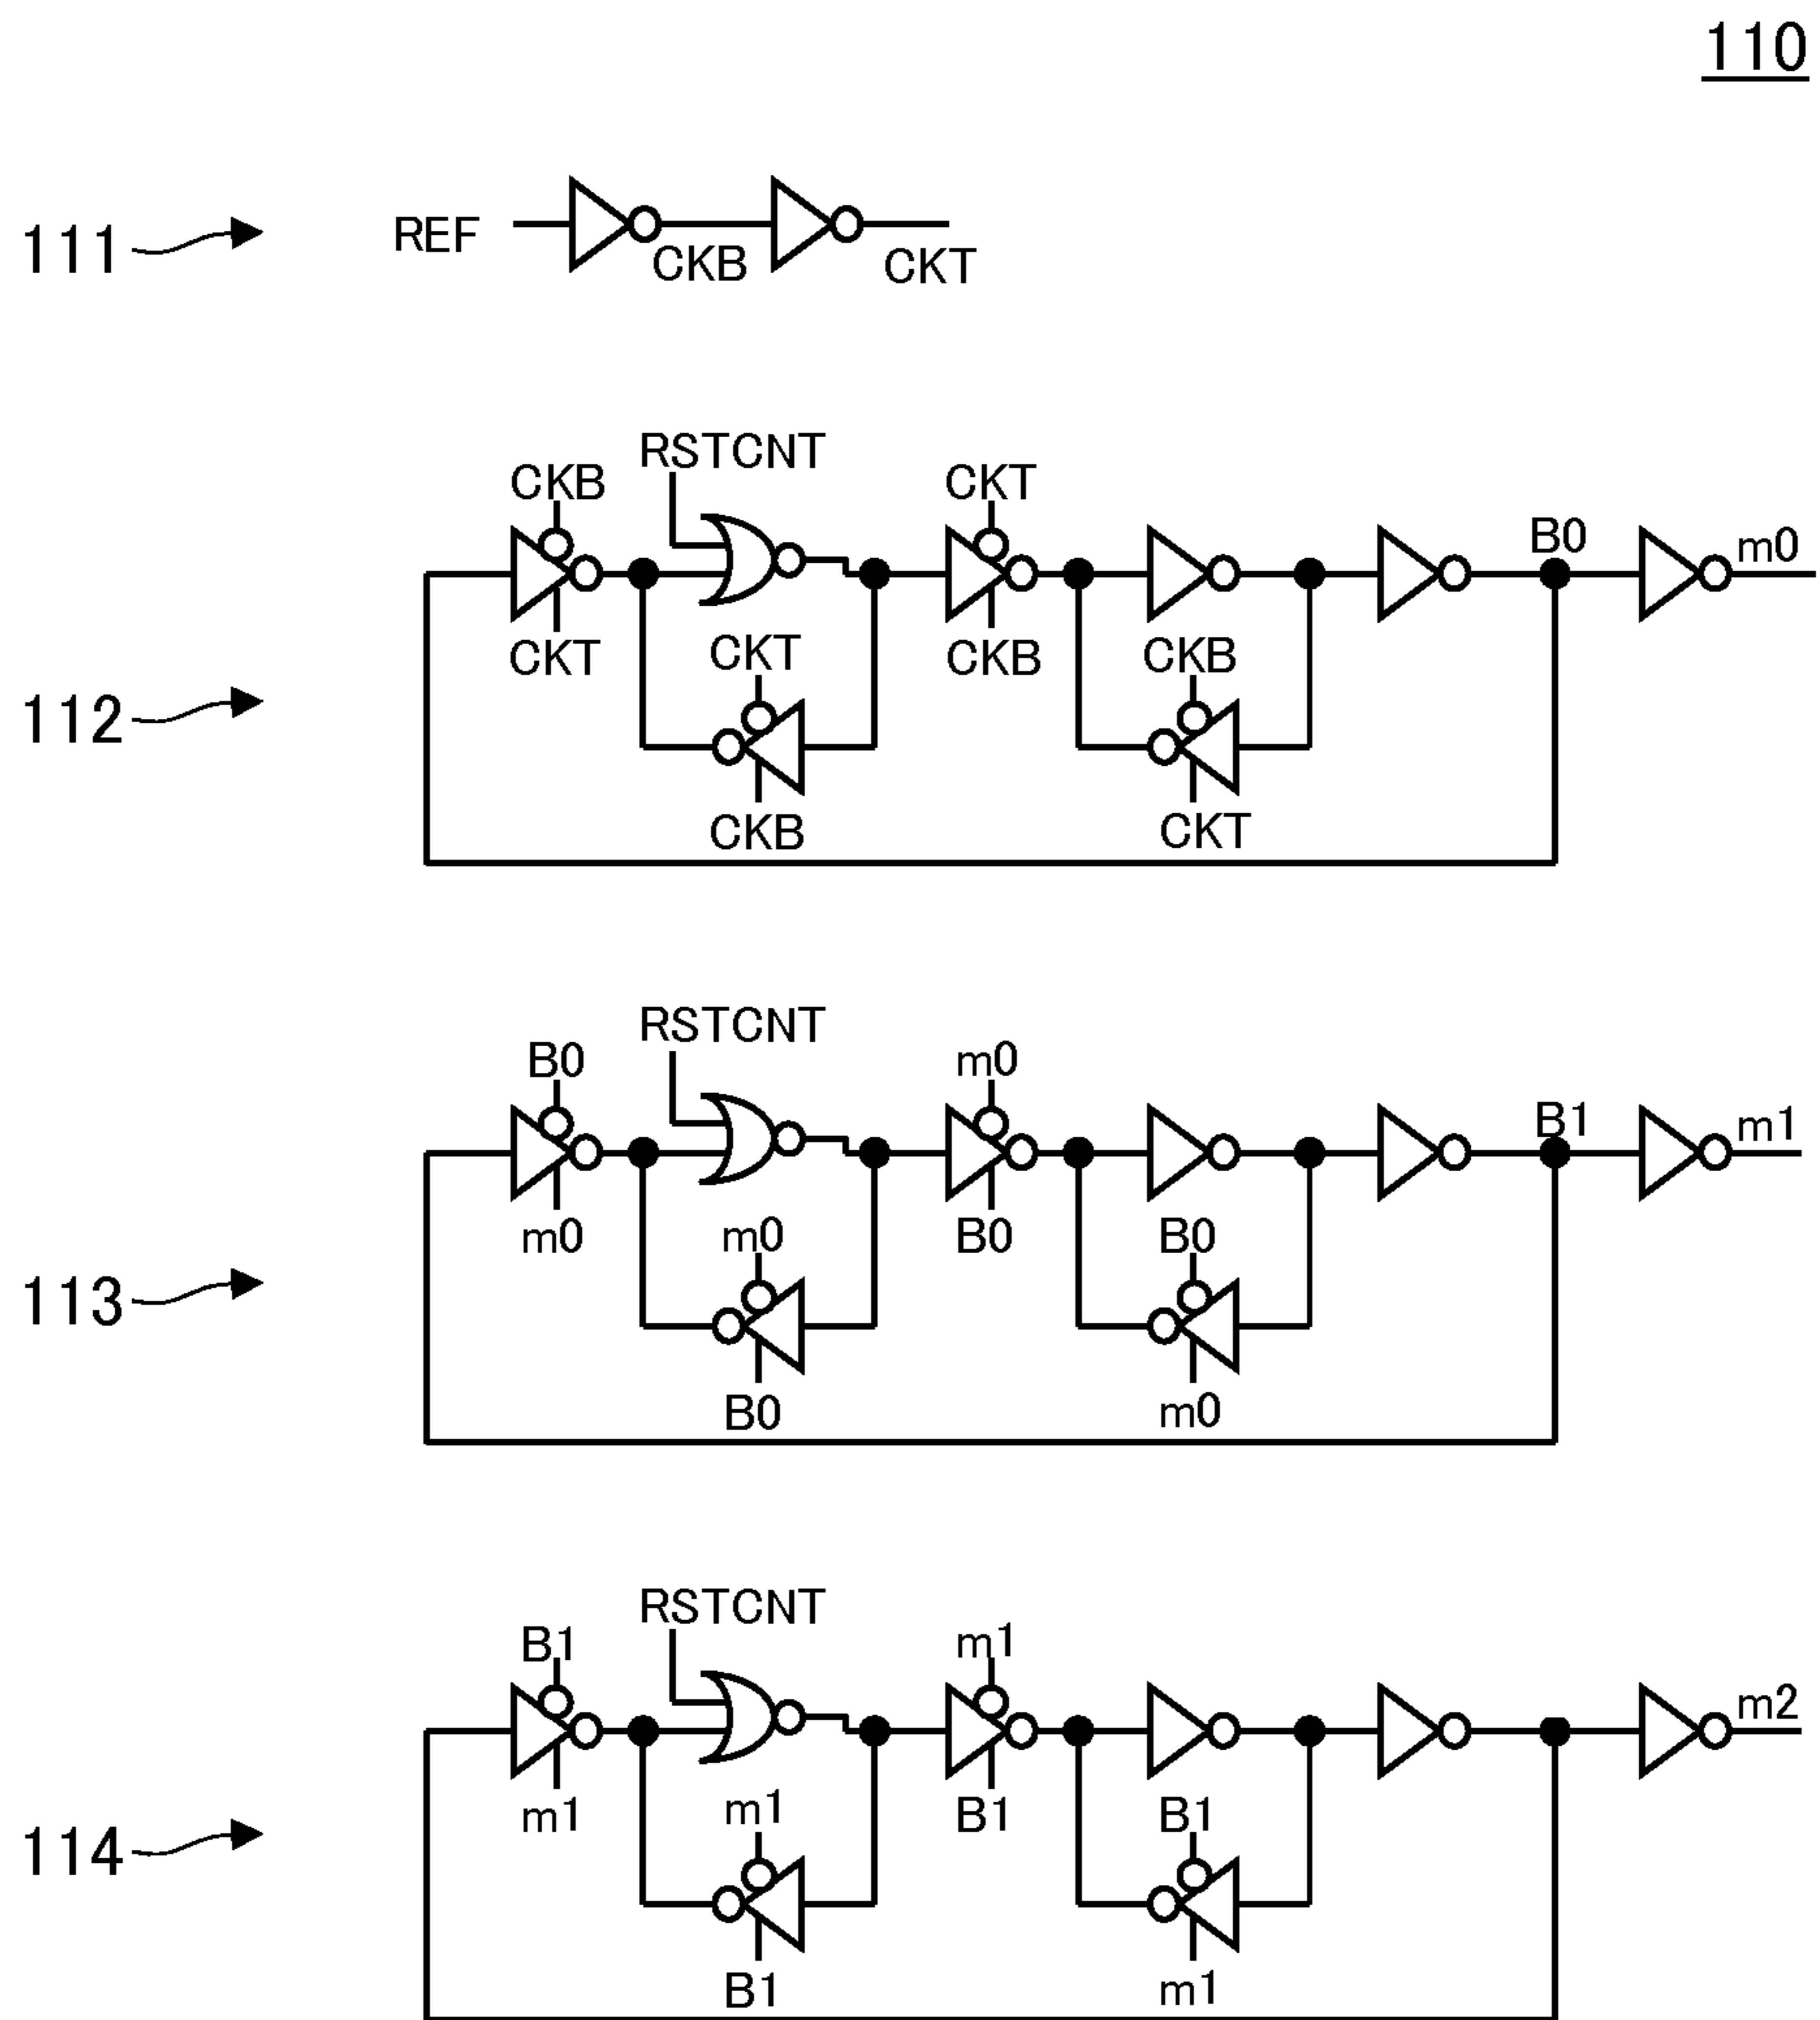 110
111
REF
CKB
CKT
112
CKB
RSTCNT
CKT
B0
m0
CKT
CKT
CKB
CKB
CKB
CKT
113
B0
RSTCNT
m0
B1
m1
m0
m0
B0
B0
B0
m0
114
B1
RSTCNT
m1
m2
m1
m1
B1
B1
B1
m1